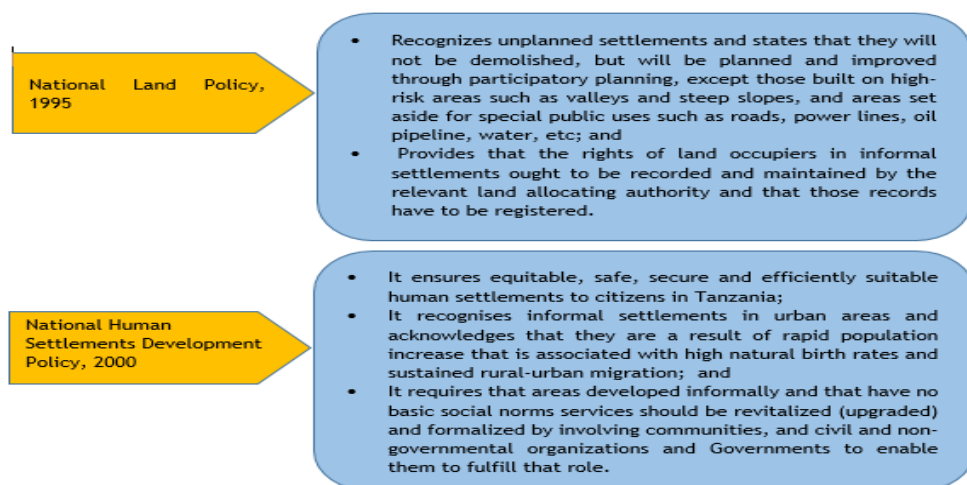 National Land Policy,
1995
• Recognizes unplanned settlements and states that they will
not be demolished, but will be planned and improved
through participatory planning, except those built on high-
risk areas such as valleys and steep slopes, and areas set
aside for special public uses such as roads, power lines, oil
pipeline, water, etc; and
• Provides that the rights of land occupiers in informal
settlements ought to be recorded and maintained by the
relevant land allocating authority and that those records
have to be registered.
National Human
Settlements Development
Policy, 2000
• It ensures equitable, safe, secure and efficiently suitable
human settlements to citizens in Tanzania;
• It recognises informal settlements in urban areas and
acknowledges that they are a result of rapid population
increase that is associated with high natural birth rates and
sustained rural-urban migration; and
• It requires that areas developed informally and that have no
basic social norms services should be revitalized (upgraded)
and formalized by involving communities, and civil and non-
governmental organizations and Governments to enable
them to fulfill that role.